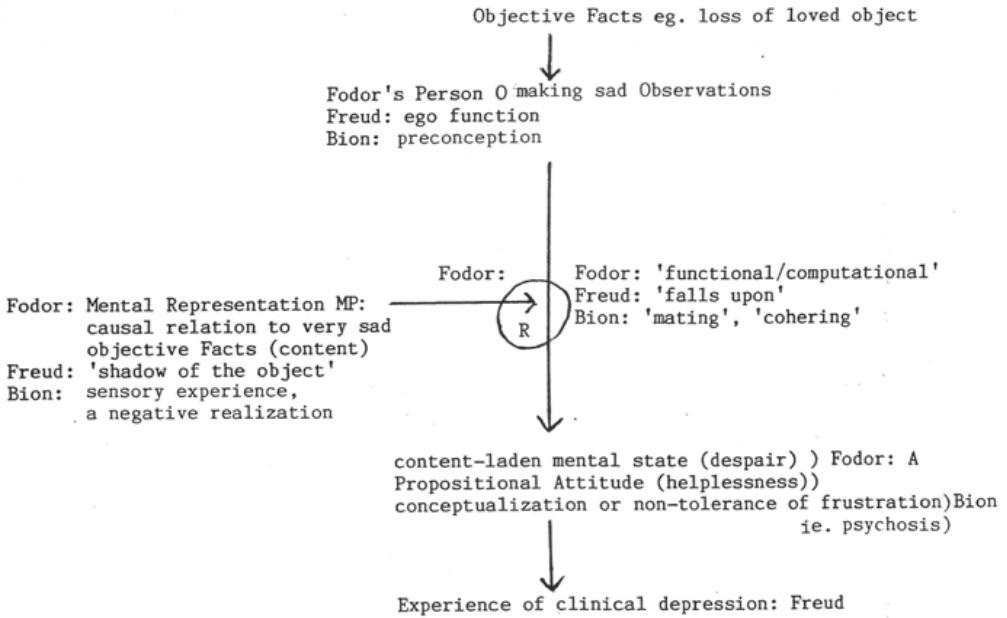 Objective Facts eg. loss of loved object
Fodor's Person O making sad Observations
Freud: ego function
Bion: preconception
Fodor:
Fodor: 'functional/computational'
Freud: 'falls upon'
Bion: 'mating', 'cohering'
R
Fodor: Mental Representation MP:
causal relation to very sad
objective Facts (content)
Freud: 'shadow of the object'
Bion: sensory experience,
a negative realization
content-laden mental state (despair) ) Fodor: A
Propositional Attitude (helplessness))
conceptualization or non-tolerance of frustration)Bion
ie. psychosis)
Experience of clinical depression: Freud